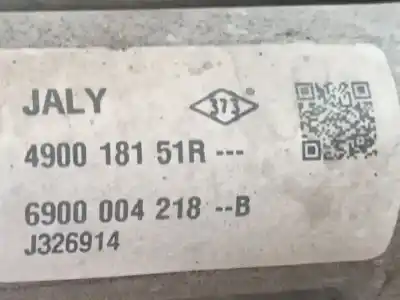 JALY 373
4900 181 51R ---
6900 004 218 --B
J326914